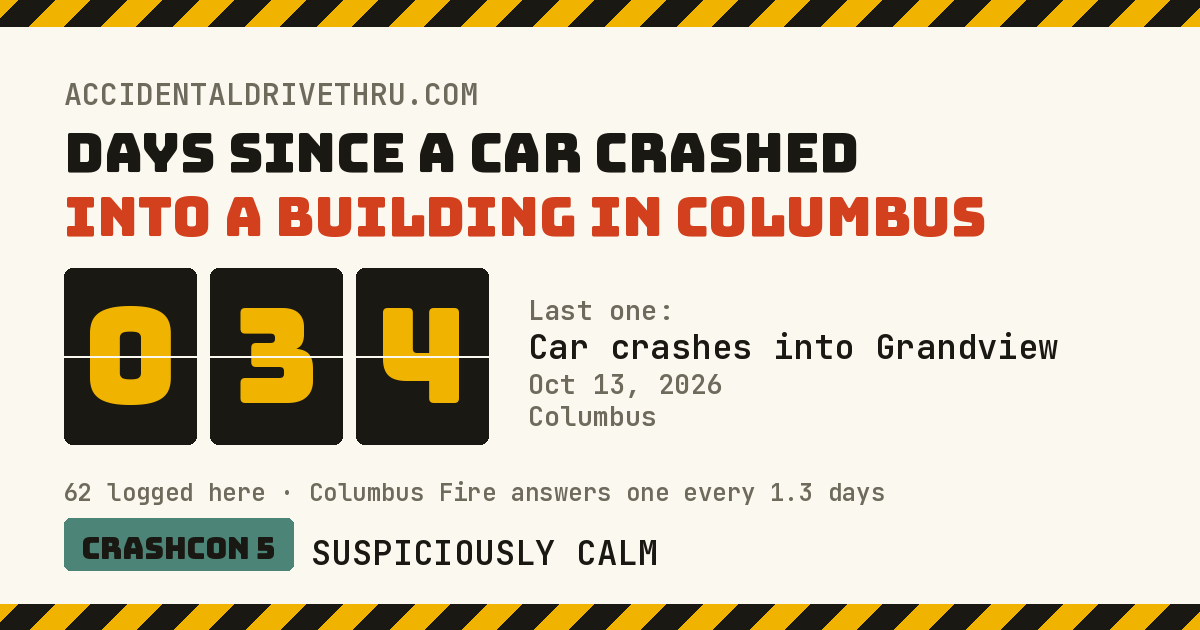 ACCIDENTALDRIVETHRU.COM
DAYS SINCE A CAR CRASHED
INTO A BUILDING IN COLUMBUS
034
Last one:
Car crashes into Grandview
Oct 13, 2026
Columbus
62 logged here · Columbus Fire answers one every 1.3 days
CRASHCON 5
SUSPICIOUSLY CALM